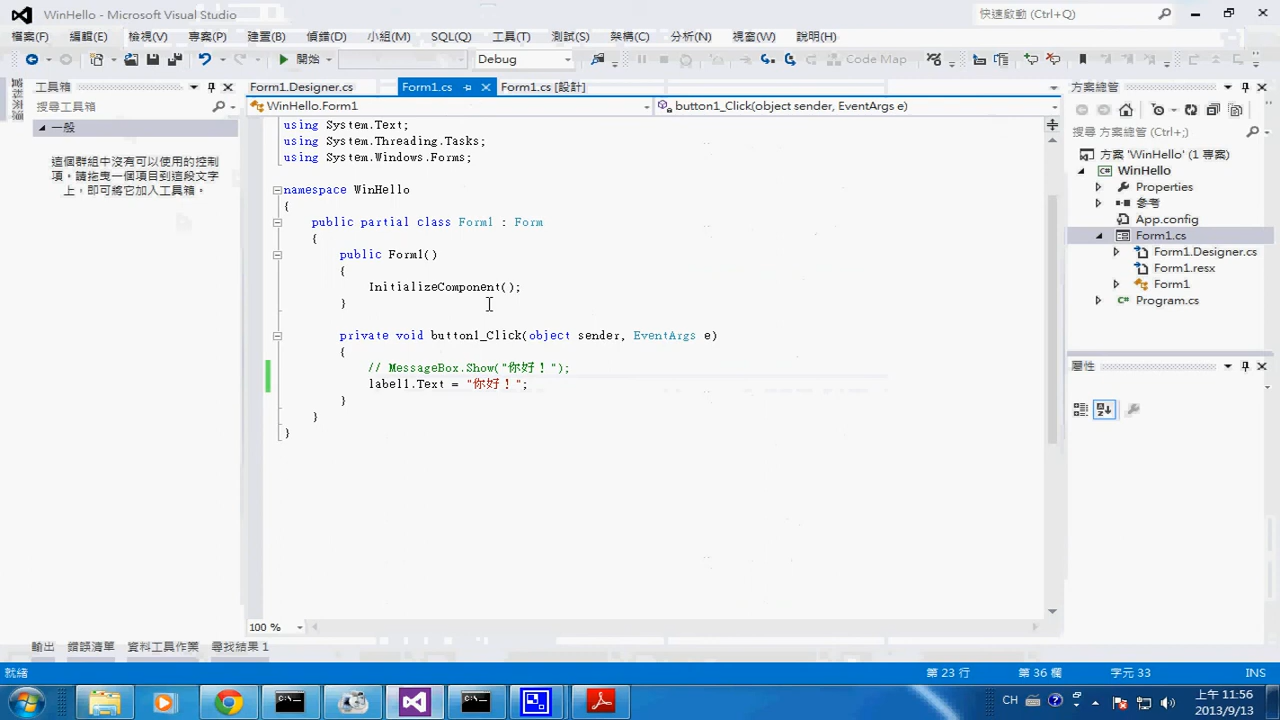 WinHello - Microsoft Visual Studio
快速啟動 (Ctrl+Q)
檔案(F) 編輯(E) 檢視(V) 專案(P) 建置(B) 偵錯(D) 小組(M) SQL(Q) 工具(T) 測試(S) 架構(C) 分析(N) 視窗(W) 說明(H)
開始 Debug Code Map
工具箱
Form1.Designer.cs Form1.cs Form1.cs [設計]
方案總管
搜尋工具箱
WinHello.Form1
button1_Click(object sender, EventArgs e)
一般
這個群組中沒有可以使用的控制
項。請拖曳一個項目到這段文字
上，即可將它加入工具箱。
using System.Text;
using System.Threading.Tasks;
using System.Windows.Forms;
namespace WinHello
{
public partial class Form1 : Form
{
public Form1()
{
InitializeComponent();
}
private void button1_Click(object sender, EventArgs e)
{
// MessageBox.Show("你好！");
label1.Text = "你好！";
}
}
}
搜尋 方案總管 (Ctrl+;)
方案 'WinHello' (1 專案)
WinHello
Properties
參考
App.config
Form1.cs
Form1.Designer.cs
Form1.resx
Form1
Program.cs
屬性
100 %
輸出 錯誤清單 資料工具作業 尋找結果 1
就緒
第 23 行 第 36 欄 字元 33 INS
CH
上午 11:56
2013/9/13